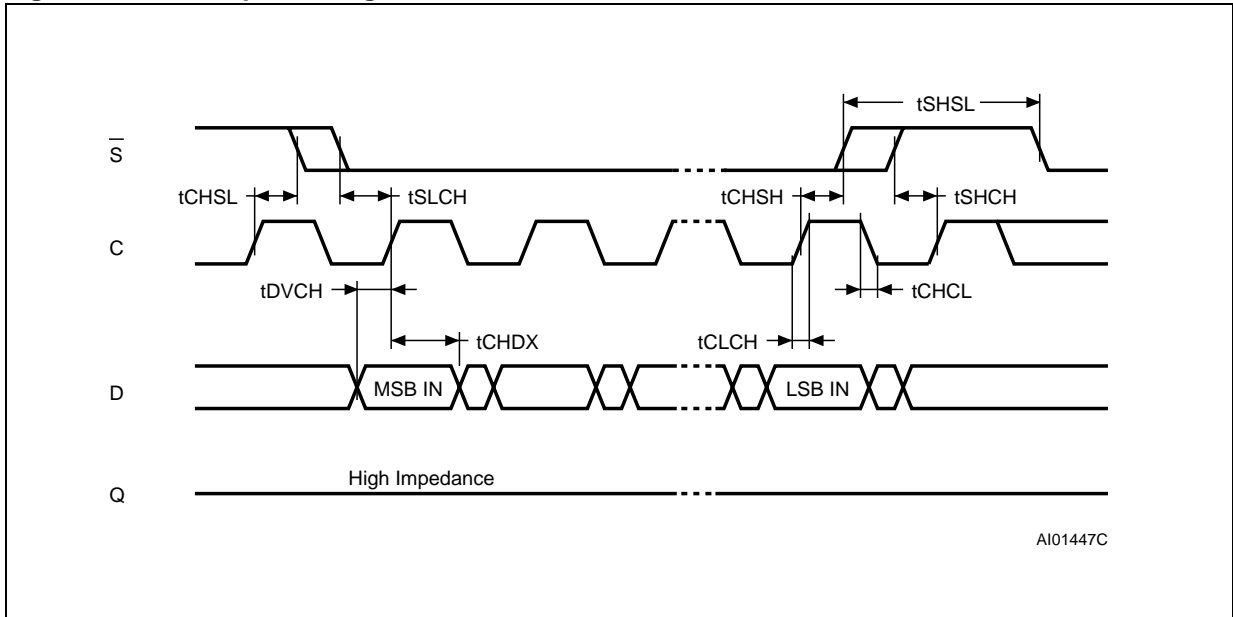 tSHSL
S
tCHSL
tSLCH
tCHSH
tSHCH
C
tDVCH
tCHCL
tCHDX
tCLCH
D
MSB IN
LSB IN
High Impedance
Q
AI01447C